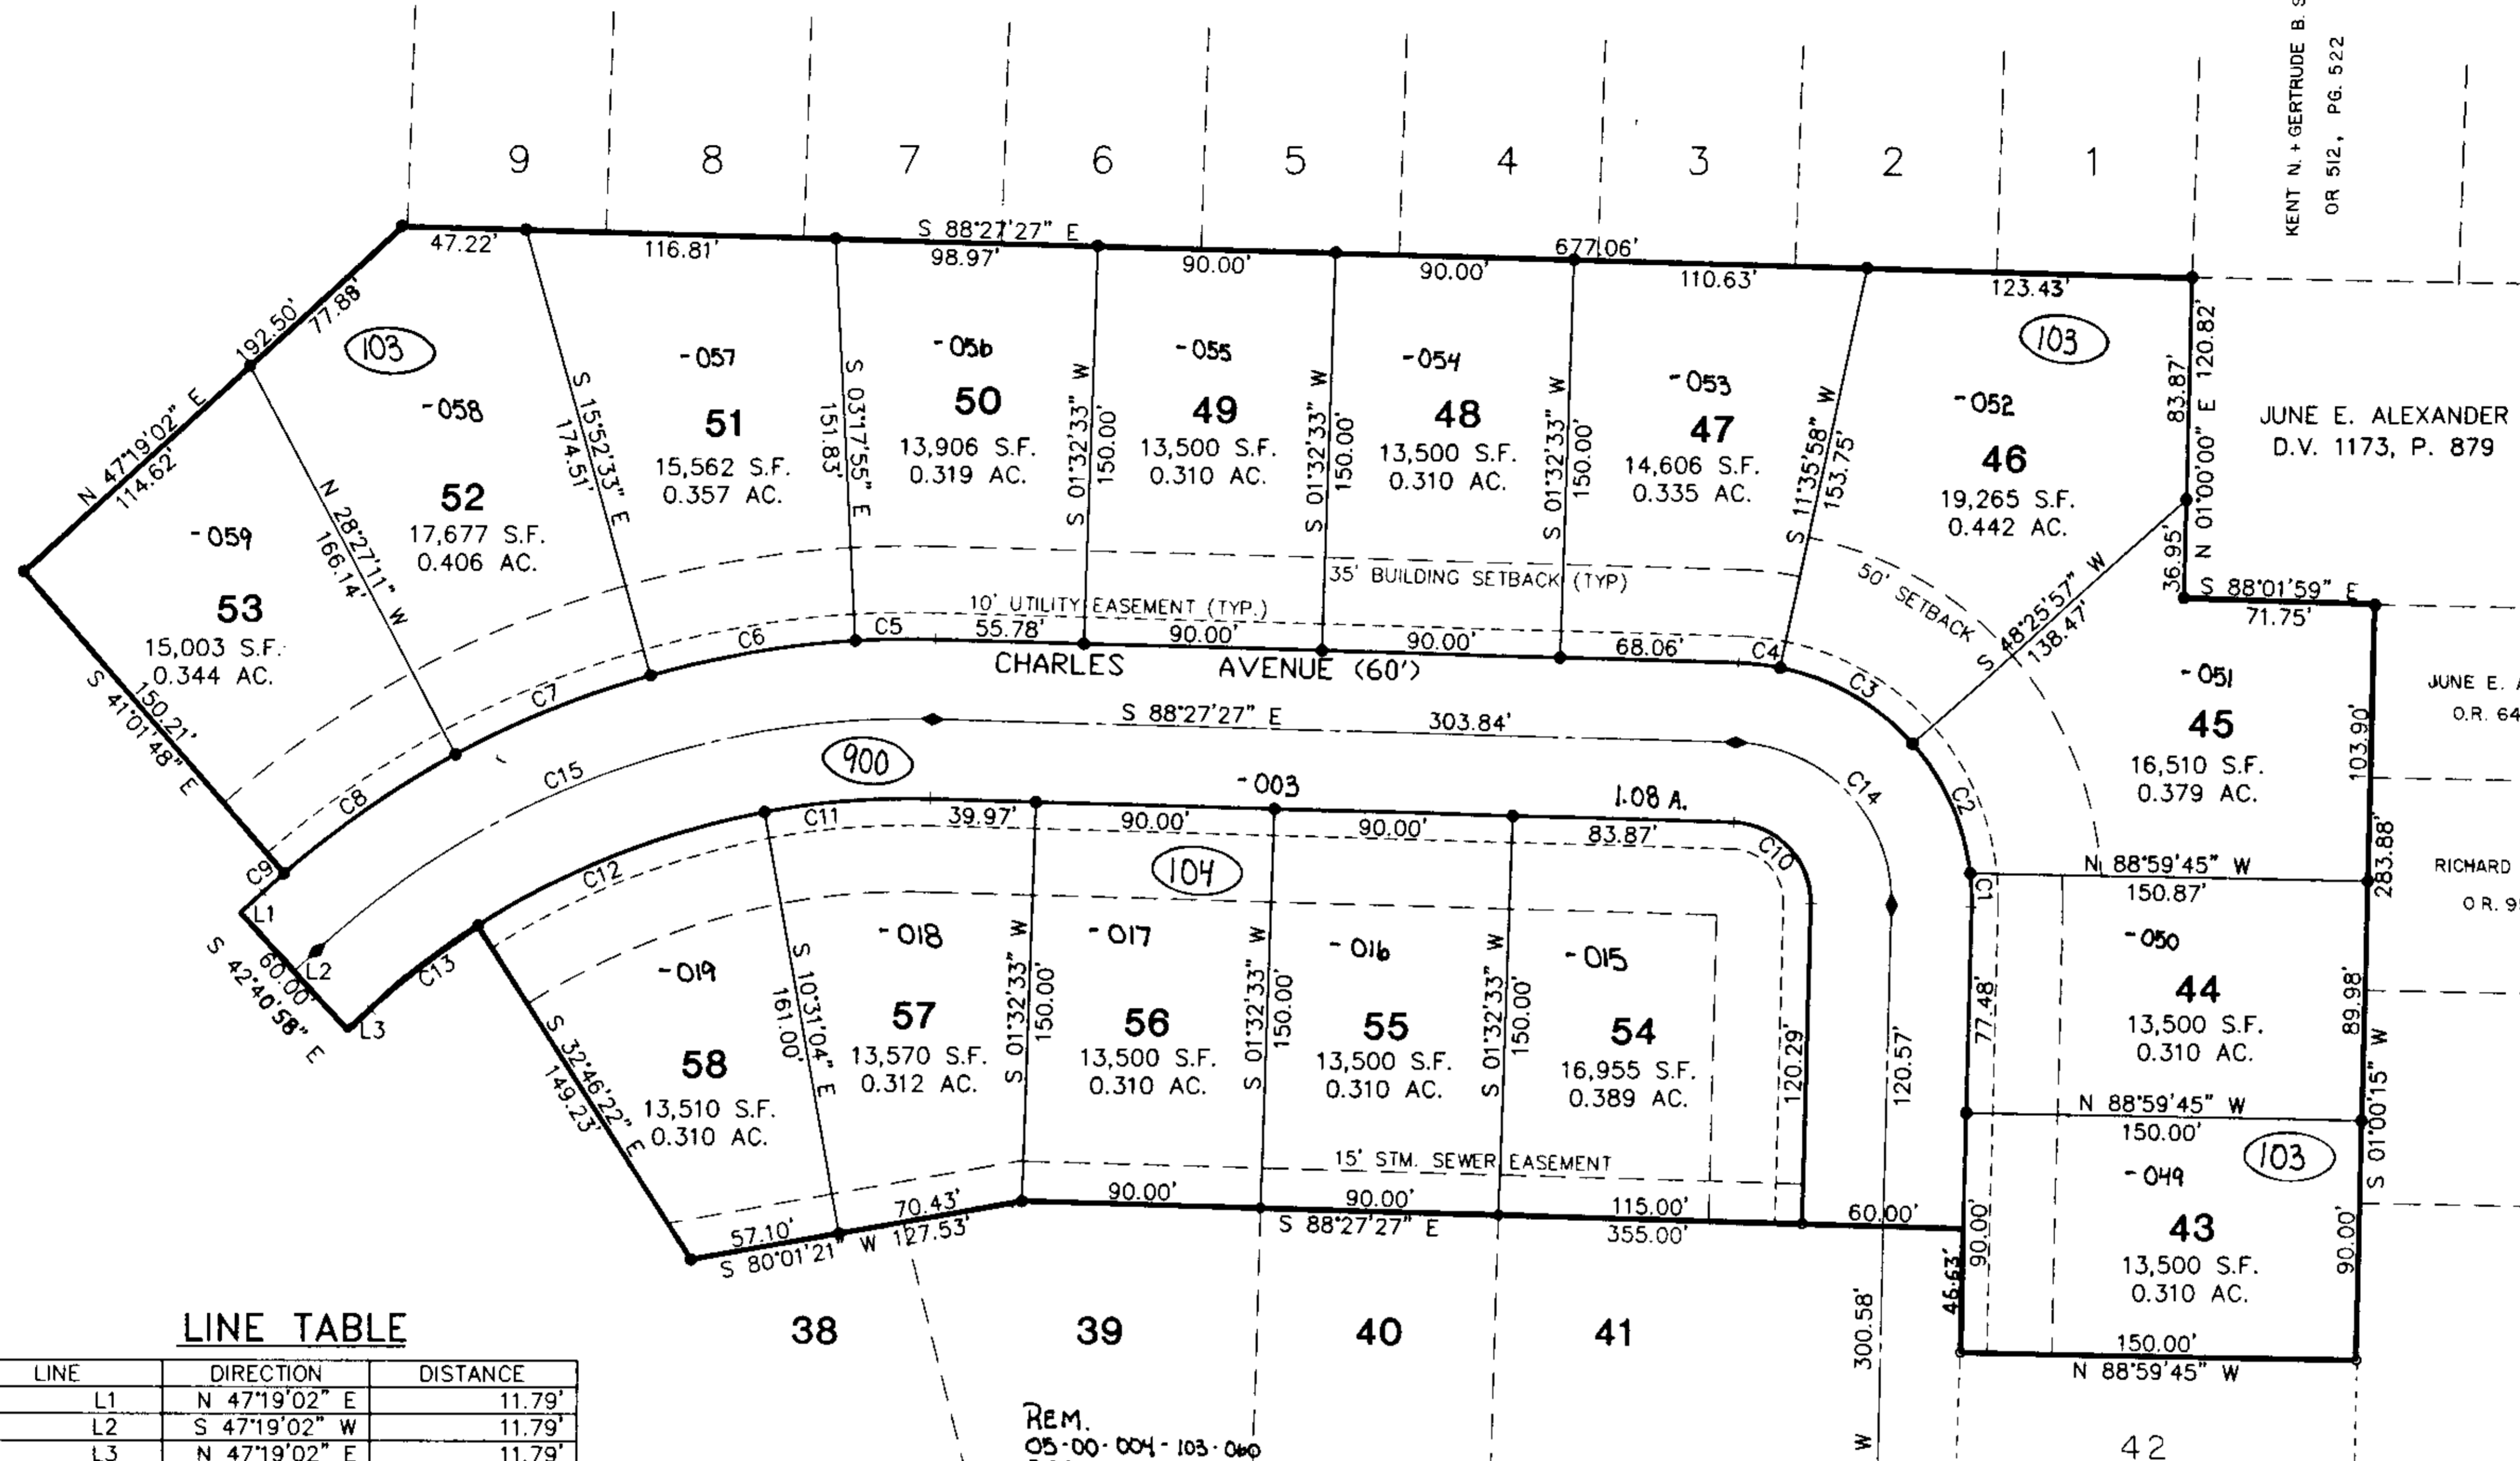 KENT N. + GERTRUDE B.
OR 512, PG. 522
9
8
7
6
5
4
3
2
1
S 88°27'27" E
677.06'
47.22'
116.81'
98.97'
90.00'
90.00'
110.63'
123.43'
192.50'
77.88'
N 47°19'02" E
114.62'
103
-058
52
17,677 S.F.
0.406 AC.
N 28°27'11" W
166.14'
S 15°52'33" E
174.51'
-057
51
15,562 S.F.
0.357 AC.
S 03°17'55" E
151.83'
-056
50
13,906 S.F.
0.319 AC.
S 01°32'33" W
150.00'
-055
49
13,500 S.F.
0.310 AC.
S 01°32'33" W
150.00'
-054
48
13,500 S.F.
0.310 AC.
S 01°32'33" W
150.00'
-053
47
14,606 S.F.
0.335 AC.
S 11°35'58" W
153.75'
103
-052
46
19,265 S.F.
0.442 AC.
83.87'
N 01°00'00" E 120.82'
36.95'
JUNE E. ALEXANDER
D.V. 1173, P. 879
S 88°01'59" E
71.75'
S 48°25'57" W
138.47'
50' SETBACK
35' BUILDING SETBACK (TYP)
10' UTILITY EASEMENT (TYP.)
-059
53
15,003 S.F.
0.344 AC.
150.21'
S 41°01'48" E
C9
C8
C7
C6
C5
55.78'
90.00'
90.00'
68.06'
C4
C3
C2
C1
CHARLES AVENUE (60')
S 88°27'27" E 303.84'
C15
C14
900
-003
1.08 A.
-051
45
16,510 S.F.
0.379 AC.
103.90'
JUNE E.
O.R. 64
283.88'
RICHARD
O R. 9
N 88°59'45" W
150.87'
L1
L2
L3
60.00'
S 42°40'58" E
C13
C12
C11
39.97'
90.00'
90.00'
83.87'
C10
104
-019
58
13,510 S.F.
0.310 AC.
S 32°46'22" E
149.23'
-018
57
13,570 S.F.
0.312 AC.
S 10°31'04" E
161.00'
-017
56
13,500 S.F.
0.310 AC.
S 01°32'33" W
150.00'
-016
55
13,500 S.F.
0.310 AC.
S 01°32'33" W
150.00'
-015
54
16,955 S.F.
0.389 AC.
S 01°32'33" W
150.00'
120.29'
120.57'
77.48'
-050
44
13,500 S.F.
0.310 AC.
89.98'
S 01°00'15" W
N 88°59'45" W
150.00'
103
-049
43
13,500 S.F.
0.310 AC.
90.00'
90.00'
46.63'
150.00'
N 88°59'45" W
15' STM. SEWER EASEMENT
57.10'
70.43'
S 80°01'21" W 127.53'
90.00'
90.00'
115.00'
60.00'
S 88°27'27" E
355.00'
300.58'
W
38
39
40
41
42
REM.
05-00-004-103-060
LINE TABLE
LINE DIRECTION DISTANCE
L1 N 47°19'02" E 11.79'
L2 S 47°19'02" W 11.79'
L3 N 47°19'02" E 11.79'